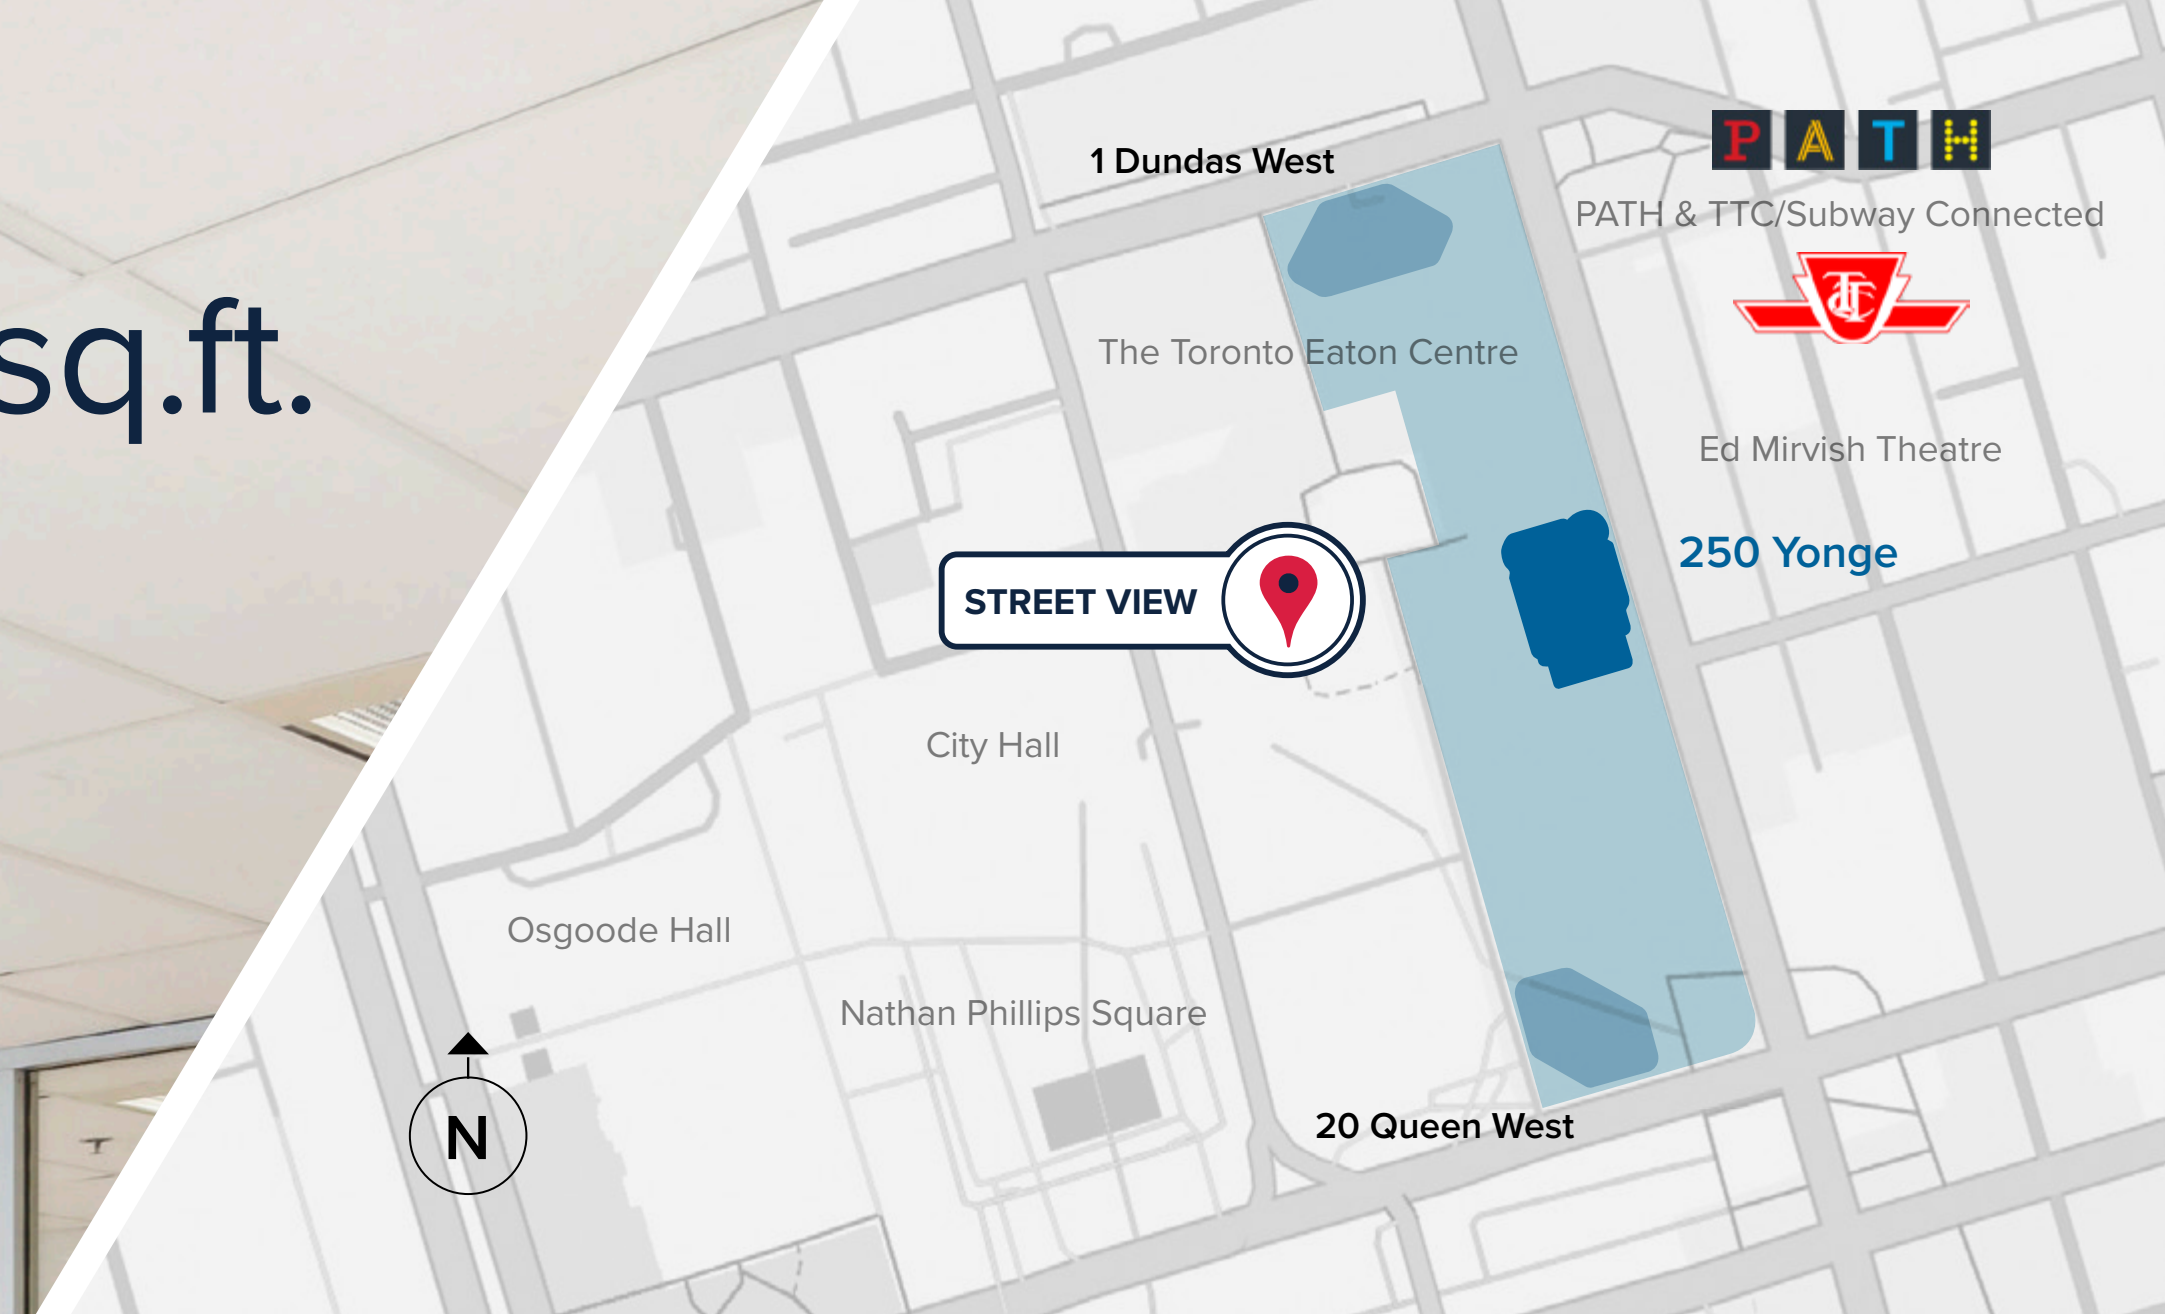 sq.ft.
1 Dundas West
PATH
PATH & TTC/Subway Connected
TTC
The Toronto Eaton Centre
Ed Mirvish Theatre
250 Yonge
STREET VIEW
City Hall
Osgoode Hall
Nathan Phillips Square
20 Queen West
N